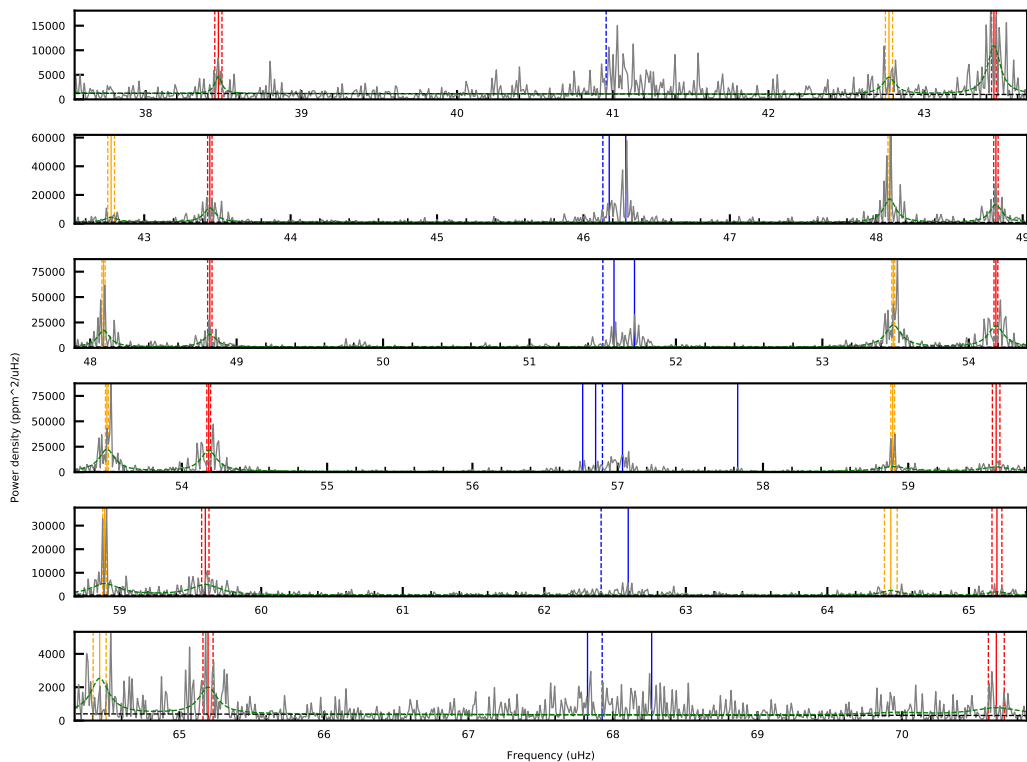 15000
10000
5000
0
38 39 40 41 42 43
60000
40000
20000
0
43 44 45 46 47 48 49
75000
50000
25000
0
48 49 50 51 52 53 54
Power density (ppm^2/uHz)
75000
50000
25000
0
54 55 56 57 58 59
30000
20000
10000
0
59 60 61 62 63 64 65
4000
2000
0
65 66 67 68 69 70
Frequency (uHz)